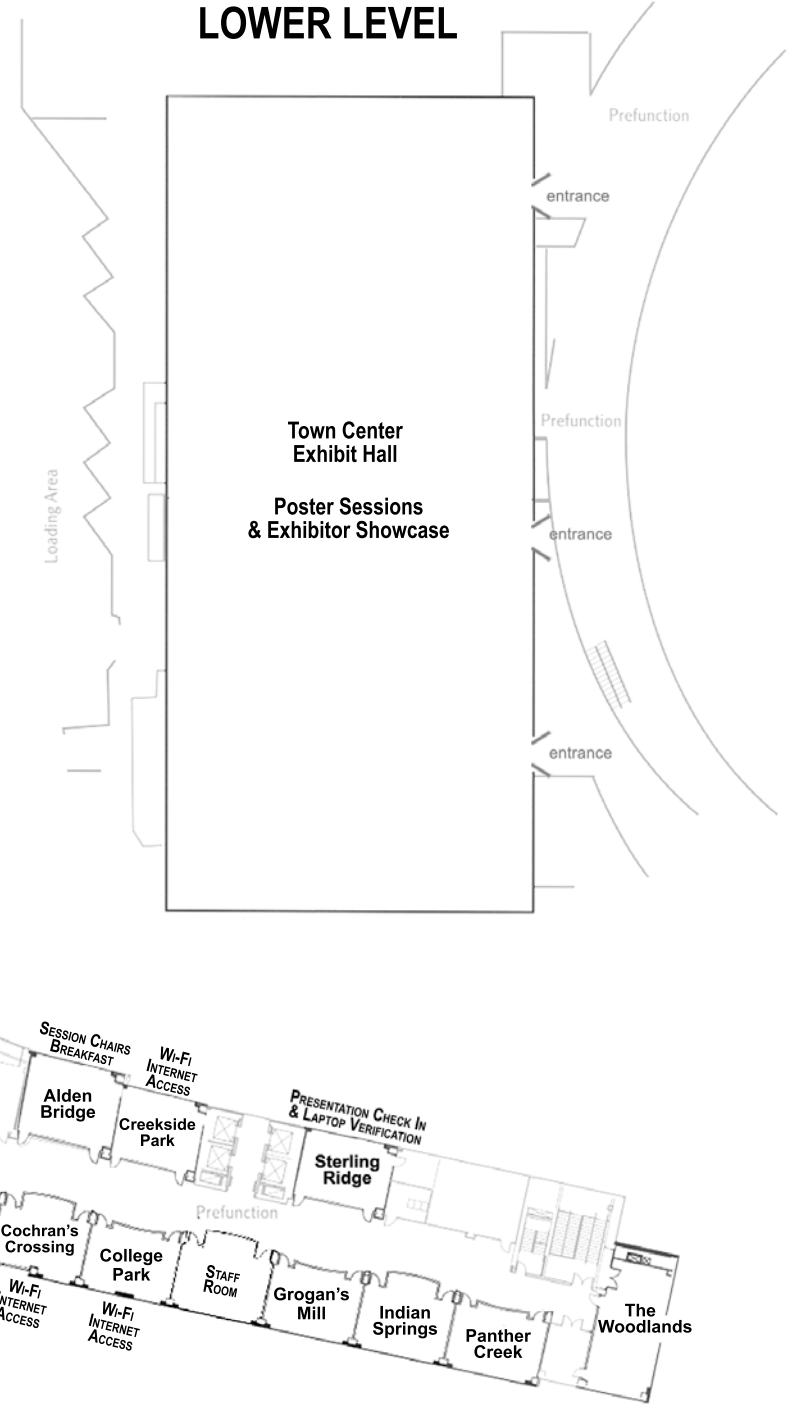 LOWER LEVEL
Prefunction
entrance
Town Center
Exhibit Hall
Prefunction
Poster Sessions
& Exhibitor Showcase
Loading Area
entrance
entrance
SESSION CHAIRS
BREAKFAST
WI-FI
INTERNET
ACCESS
Alden
Bridge
Creekside
Park
PRESENTATION CHECK IN
& LAPTOP VERIFICATION
Sterling
Ridge
Prefunction
Cochran's
Crossing
College
Park
STAFF
ROOM
Grogan's
Mill
Indian
Springs
Panther
Creek
The
Woodlands
WI-FI
INTERNET
ACCESS
WI-FI
INTERNET
ACCESS